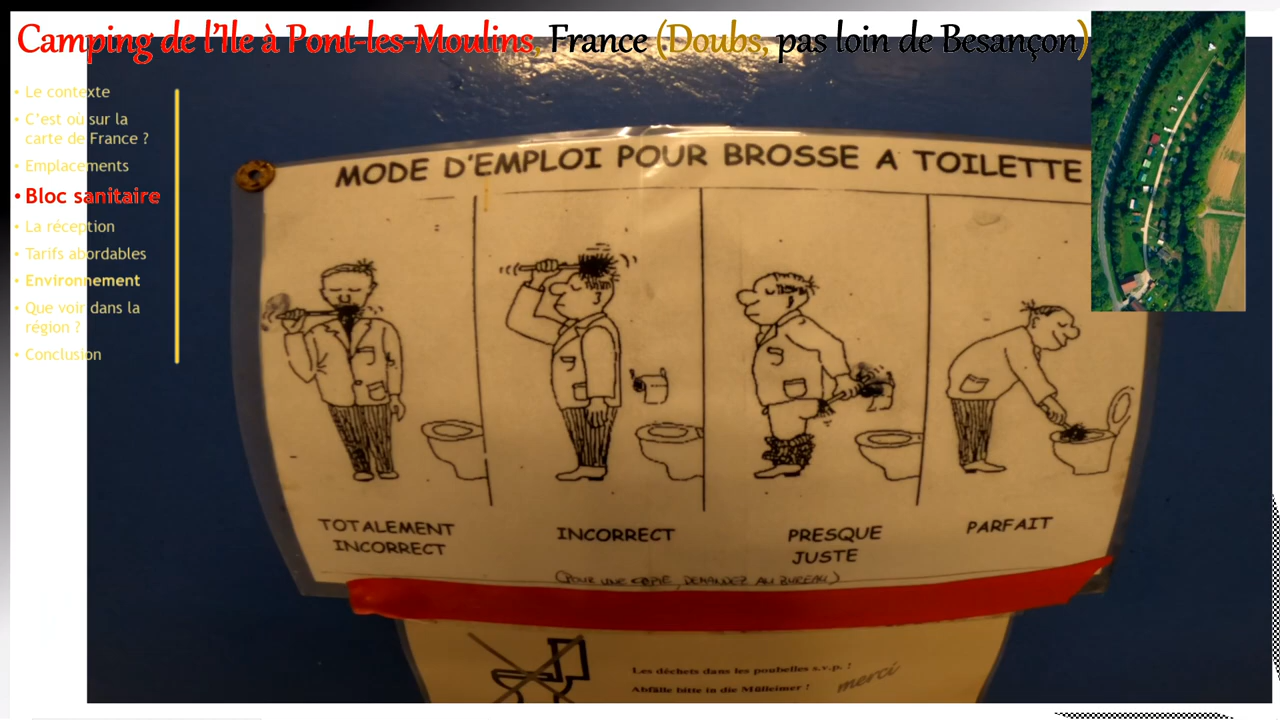 Camping de l'Ile à Pont-les-Moulins, France (Doubs, pas loin de Besançon)
• Le contexte
• C'est où sur la
carte de France ?
• Emplacements
• Bloc sanitaire
• La réception
• Tarifs abordables
• Environnement
• Que voir dans la
région ?
• Conclusion
MODE D'EMPLOI POUR BROSSE A TOILETTE
TOTALEMENT
INCORRECT
INCORRECT
PRESQUE
JUSTE
PARFAIT
(POUR UNE COPIE, DEMANDEZ AU BUREAU)
Les déchets dans les poubelles s.v.p. !
Abfälle bitte in die Mülleimer !
merci